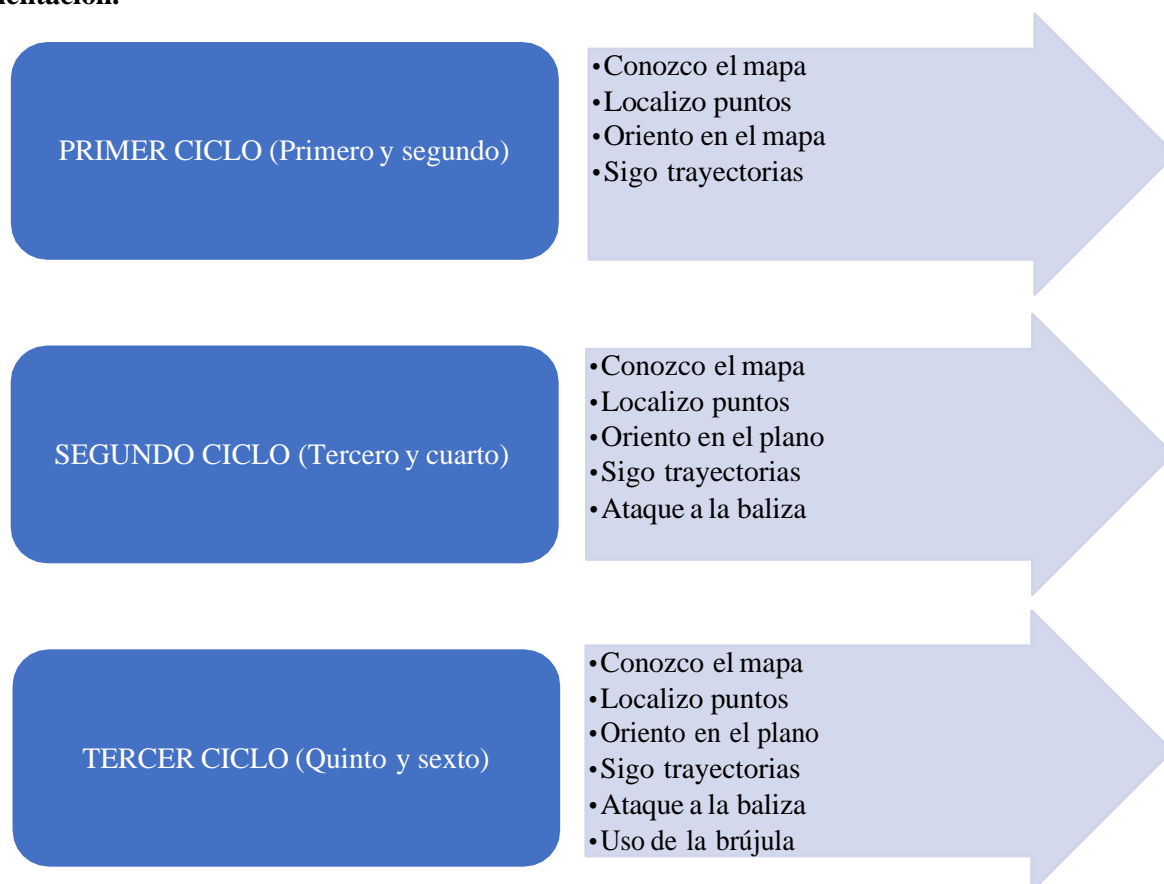 PRIMER CICLO (Primero y segundo)
•Conozco el mapa
•Localizo puntos
•Oriento en el mapa
•Sigo trayectorias
SEGUNDO CICLO (Tercero y cuarto)
•Conozco el mapa
•Localizo puntos
•Oriento en el plano
•Sigo trayectorias
•Ataque a la baliza
TERCER CICLO (Quinto y sexto)
•Conozco el mapa
•Localizo puntos
•Oriento en el plano
•Sigo trayectorias
•Ataque a la baliza
•Uso de la brújula